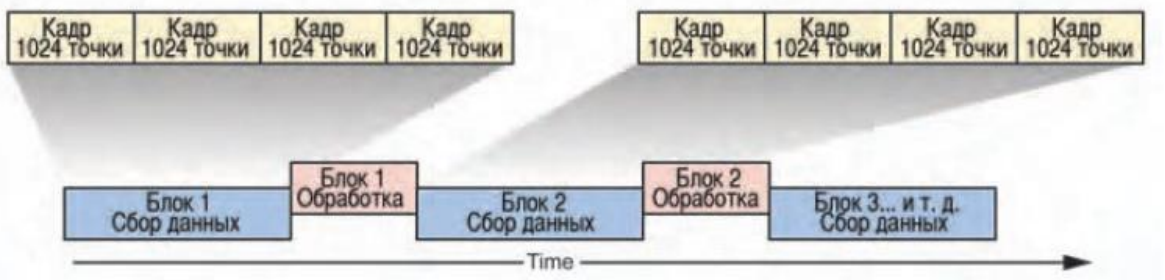 Кадр
1024 точки
Кадр
1024 точки
Кадр
1024 точки
Кадр
1024 точки
Кадр
1024 точки
Кадр
1024 точки
Кадр
1024 точки
Кадр
1024 точки
Блок 1
Сбор данных
Блок 1
Обработка
Блок 2
Сбор данных
Блок 2
Обработка
Блок 3... и т. д.
Сбор данных
Time